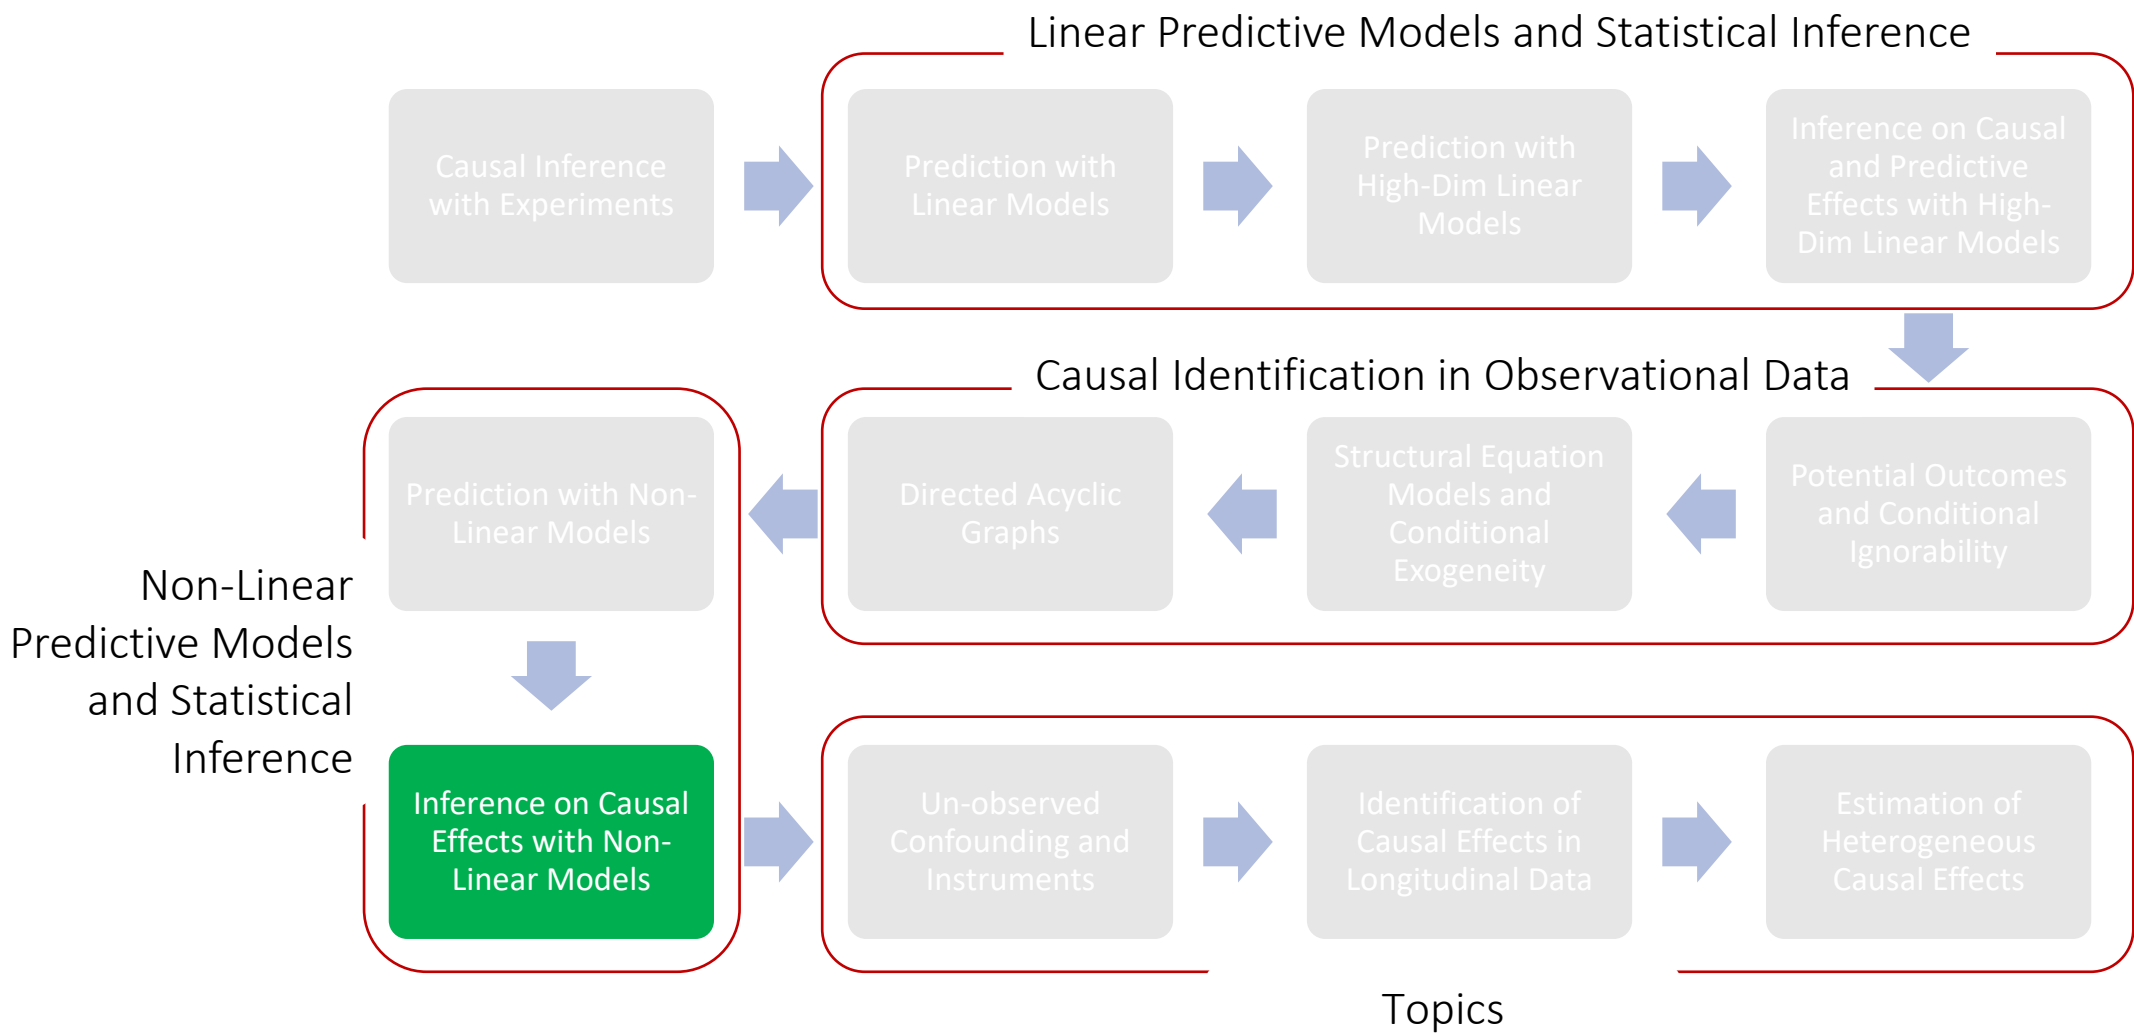 Linear Predictive Models and Statistical Inference
Causal Inference
with Experiments
Prediction with
Linear Models
Prediction with
High-Dim Linear
Models
Inference on Causal
and Predictive
Effects with High-
Dim Linear Models
Causal Identification in Observational Data
Potential Outcomes
and Conditional
Ignorability
Structural Equation
Models and
Conditional
Exogeneity
Directed Acyclic
Graphs
Prediction with Non-
Linear Models
Non-Linear
Predictive Models
and Statistical
Inference
Inference on Causal
Effects with Non-
Linear Models
Un-observed
Confounding and
Instruments
Identification of
Causal Effects in
Longitudinal Data
Estimation of
Heterogeneous
Causal Effects
Topics